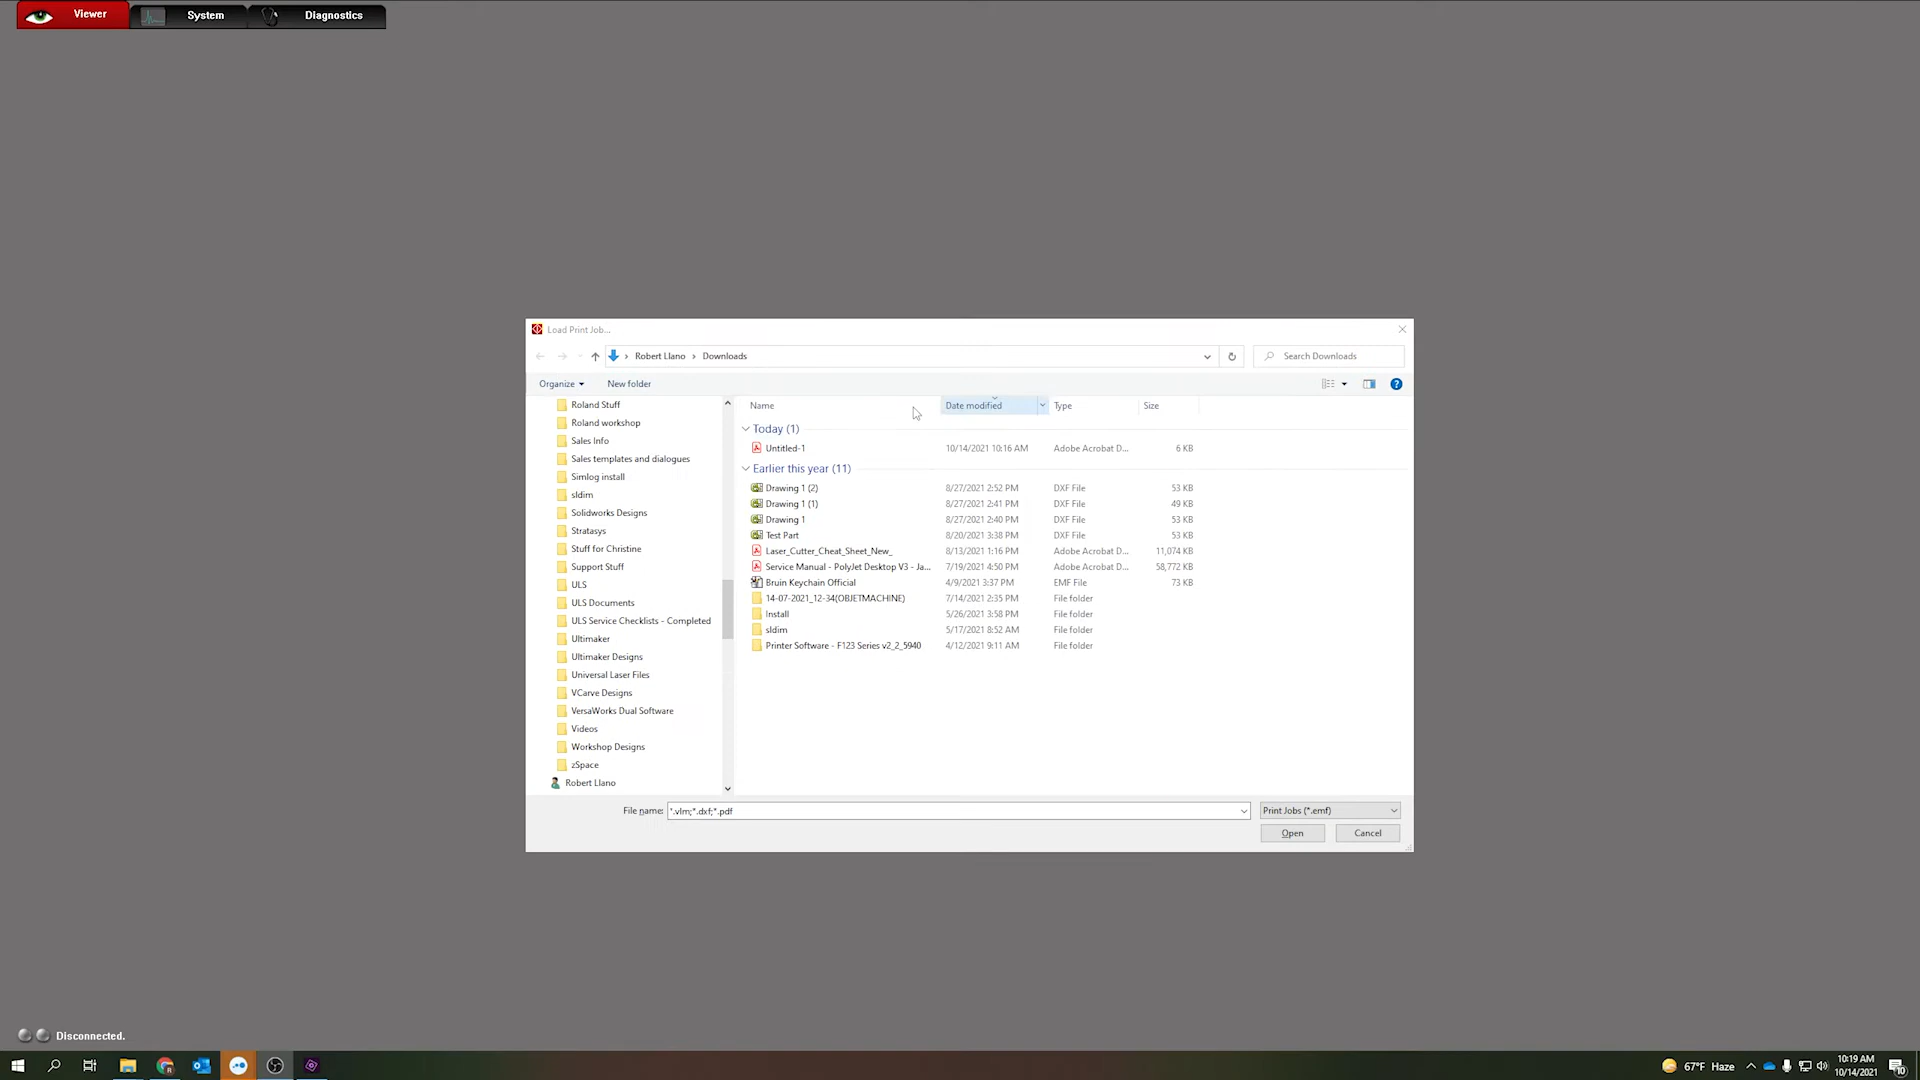 Viewer System Diagnostics
Load Print Job...
Robert Llano › Downloads
Search Downloads
Organize New folder
Name Date modified Type Size
Roland Stuff
Roland workshop
Sales Info
Sales templates and dialogues
Simlog install
sldim
Solidworks Designs
Stratasys
Stuff for Christine
Support Stuff
ULS
ULS Documents
ULS Service Checklists - Completed
Ultimaker
Ultimaker Designs
Universal Laser Files
VCarve Designs
VersaWorks Dual Software
Videos
Workshop Designs
zSpace
Robert Llano
Today (1)
Untitled-1 10/14/2021 10:16 AM Adobe Acrobat D... 6 KB
Earlier this year (11)
Drawing 1 (2) 8/27/2021 2:52 PM DXF File 53 KB
Drawing 1 (1) 8/27/2021 2:41 PM DXF File 49 KB
Drawing 1 8/27/2021 2:40 PM DXF File 53 KB
Test Part 8/20/2021 3:38 PM DXF File 53 KB
Laser_Cutter_Cheat_Sheet_New_ 8/13/2021 1:16 PM Adobe Acrobat D... 11,074 KB
Service Manual - PolyJet Desktop V3 - Ja... 7/19/2021 4:50 PM Adobe Acrobat D... 58,772 KB
Bruin Keychain Official 4/9/2021 3:37 PM EMF File 73 KB
14-07-2021_12-34(OBJETMACHINE) 7/14/2021 2:35 PM File folder
Install 5/26/2021 3:58 PM File folder
sldim 5/17/2021 8:52 AM File folder
Printer Software - F123 Series v2_2_5940 4/12/2021 9:11 AM File folder
File name: *.vlm;*.dxf;*.pdf Print Jobs (*.emf)
Open Cancel
Disconnected.
67°F Haze
10:19 AM
10/14/2021
10